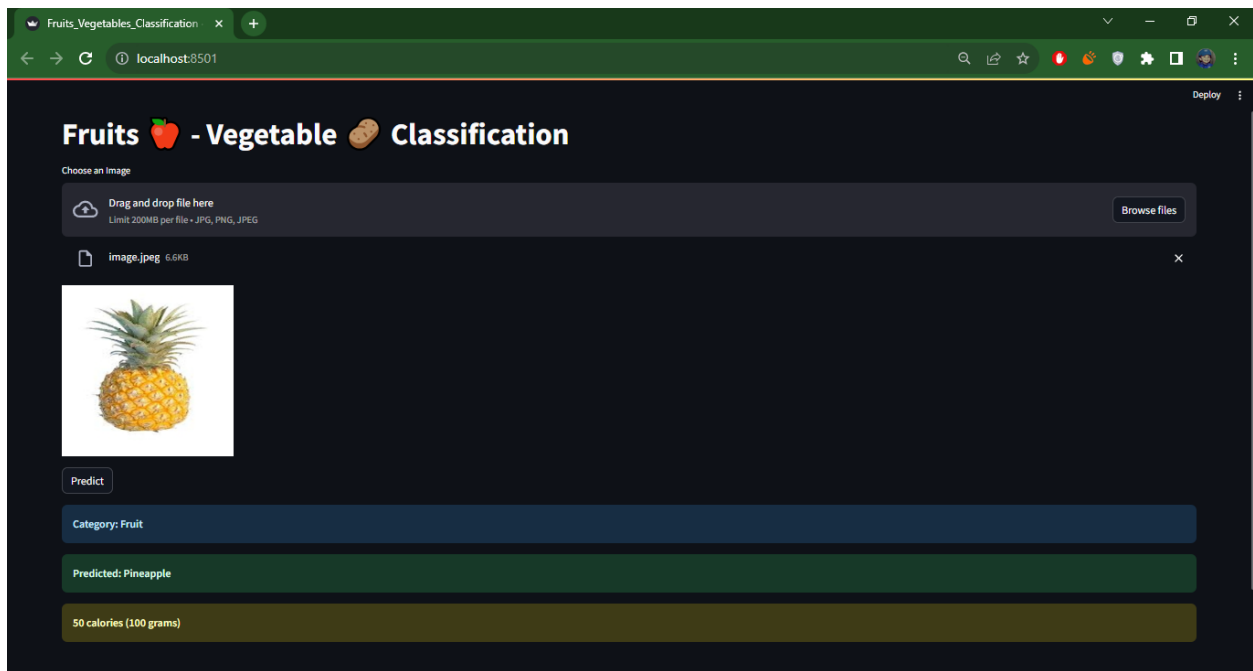 Fruits_Vegetables_Classification
localhost:8501
Deploy
Fruits 🍎 - Vegetable 🥔 Classification
Choose an Image
Drag and drop file here
Limit 200MB per file • JPG, PNG, JPEG
Browse files
image.jpeg 6.6KB
Predict
Category: Fruit
Predicted: Pineapple
50 calories (100 grams)